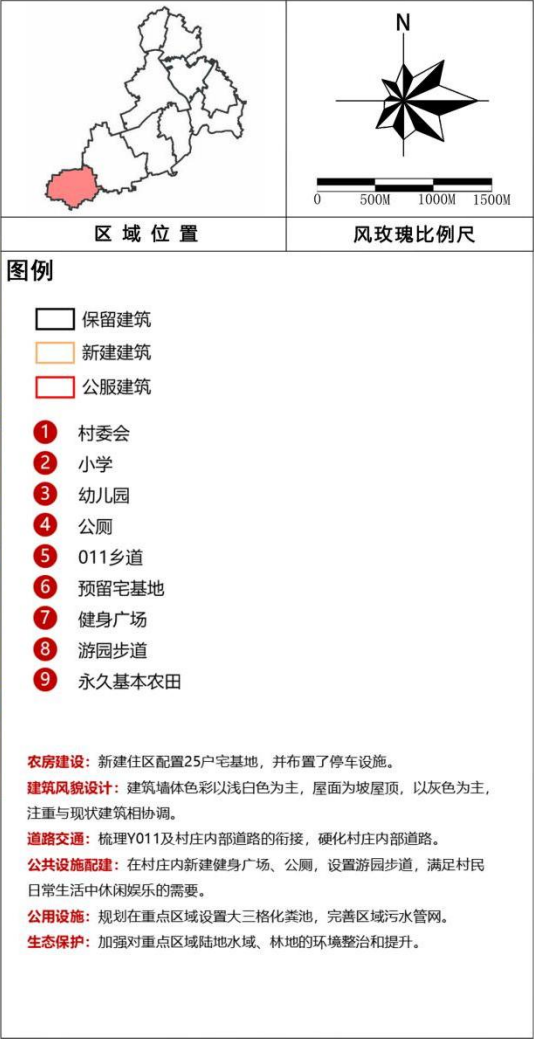 N
0 500M 1000M 1500M
区域位置
风玫瑰比例尺
图例
保留建筑
新建建筑
公服建筑
1 村委会
2 小学
3 幼儿园
4 公厕
5 011乡道
6 预留宅基地
7 健身广场
8 游园步道
9 永久基本农田
农房建设：新建住区配置25户宅基地，并布置了停车设施。
建筑风貌设计：建筑墙体色彩以浅白色为主，屋面为坡屋顶，以灰色为主，
注重与现状建筑相协调。
道路交通：梳理Y011及村庄内部道路的衔接，硬化村庄内部道路。
公共设施配建：在村庄内新建健身广场、公厕，设置游园步道，满足村民
日常生活中休闲娱乐的需要。
公用设施：规划在重点区域设置大三格化粪池，完善区域污水管网。
生态保护：加强对重点区域陆地水域、林地的环境整治和提升。